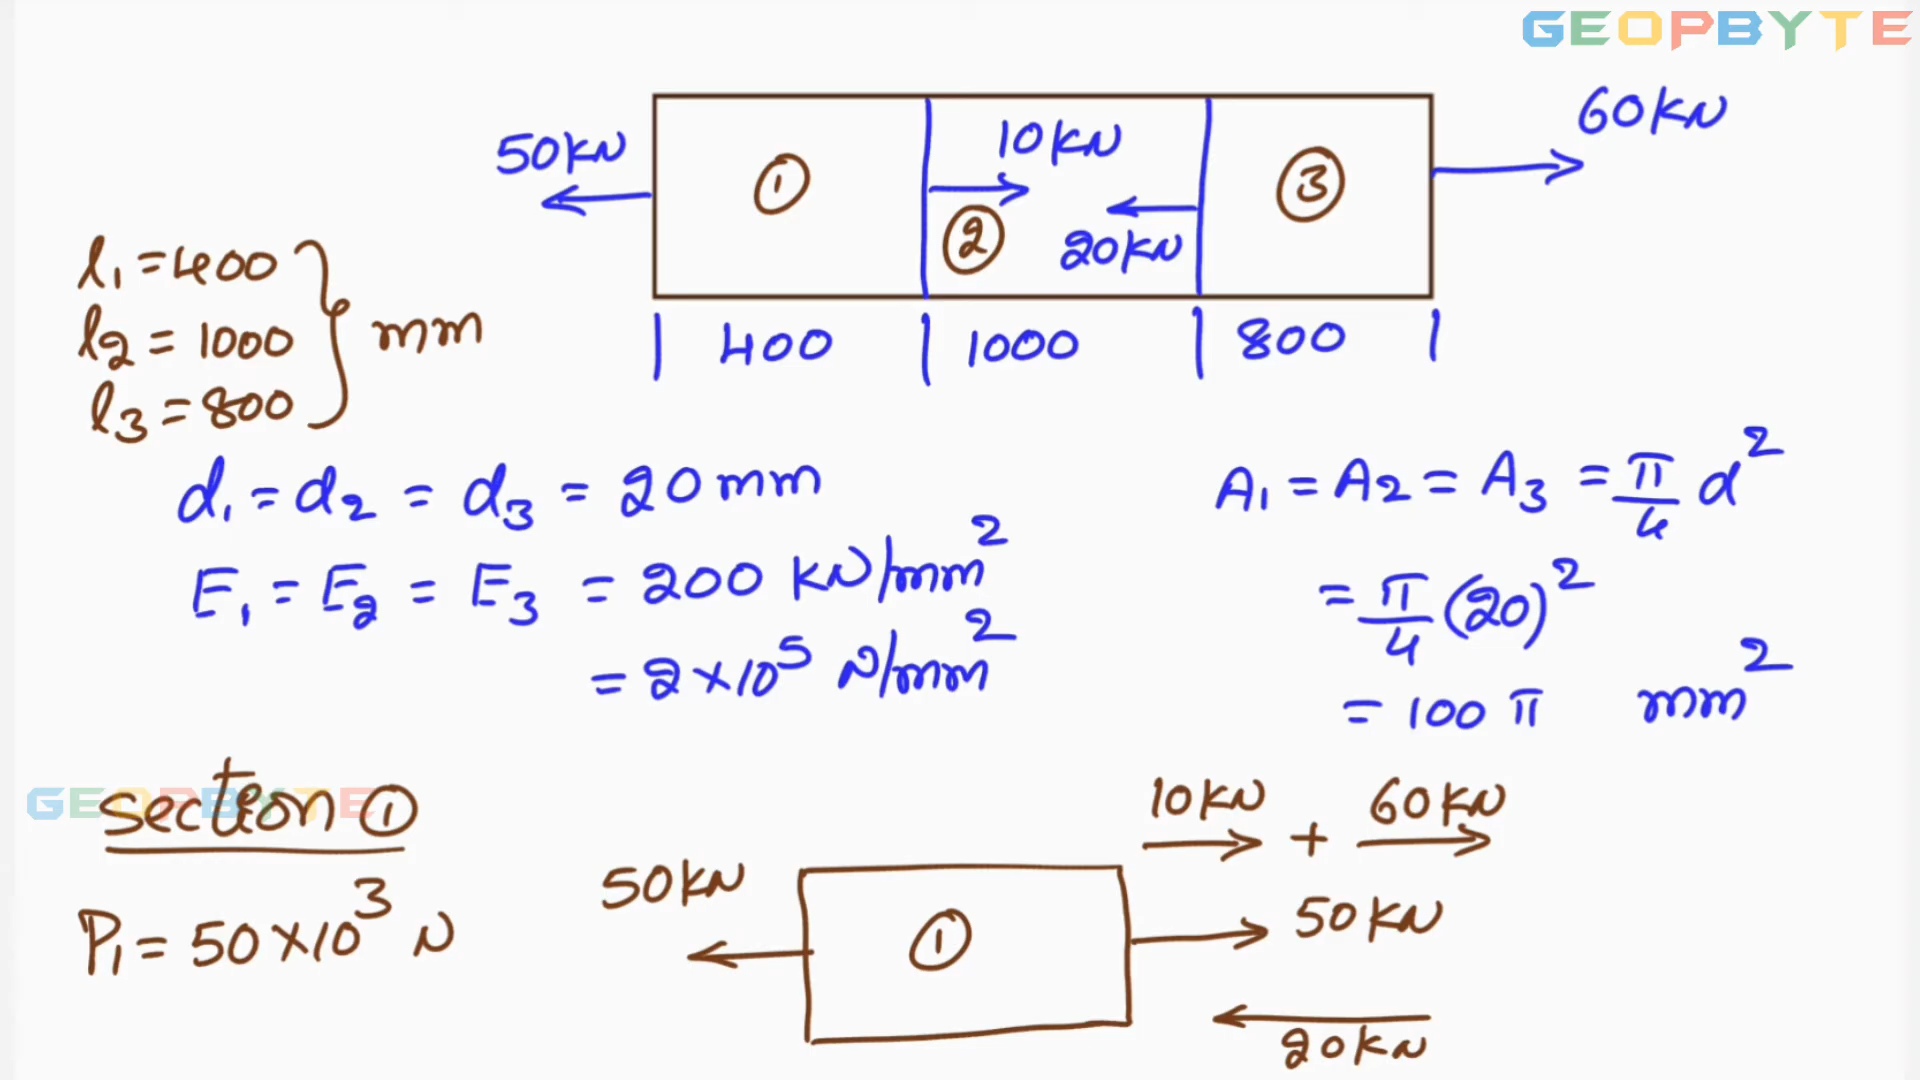 GEOPBYTE
50KN
①
10KN
②
20KN
③
60KN
400
1000
800
l1 = 400
l2 = 1000
l3 = 800
mm
d1 = d2 = d3 = 20 mm
E1 = E2 = E3 = 200 KN/mm²
= 2 × 10⁵ N/mm²
A1 = A2 = A3 = π/4 d²
= π/4 (20)²
= 100 π mm²
GEOPBYTE
Section ①
P1 = 50 × 10³ N
50KN
①
10KN + 60KN
50KN
20KN